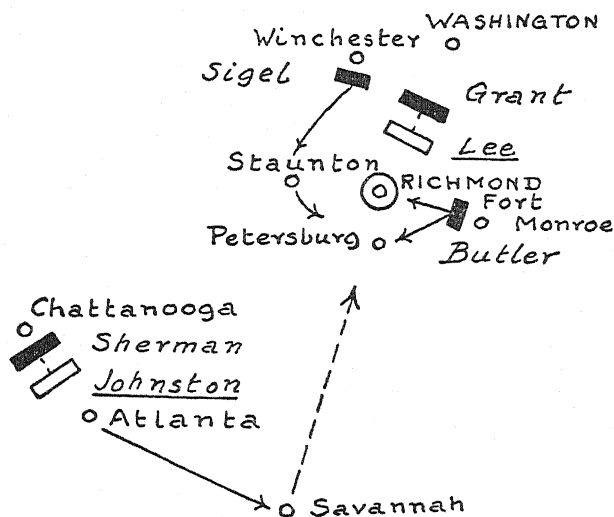 WASHINGTON
Winchester
Sigel
Grant
Lee
Staunton
RICHMOND
Fort
Monroe
Petersburg
Butler
Chattanooga
Sherman
Johnston
Atlanta
Savannah